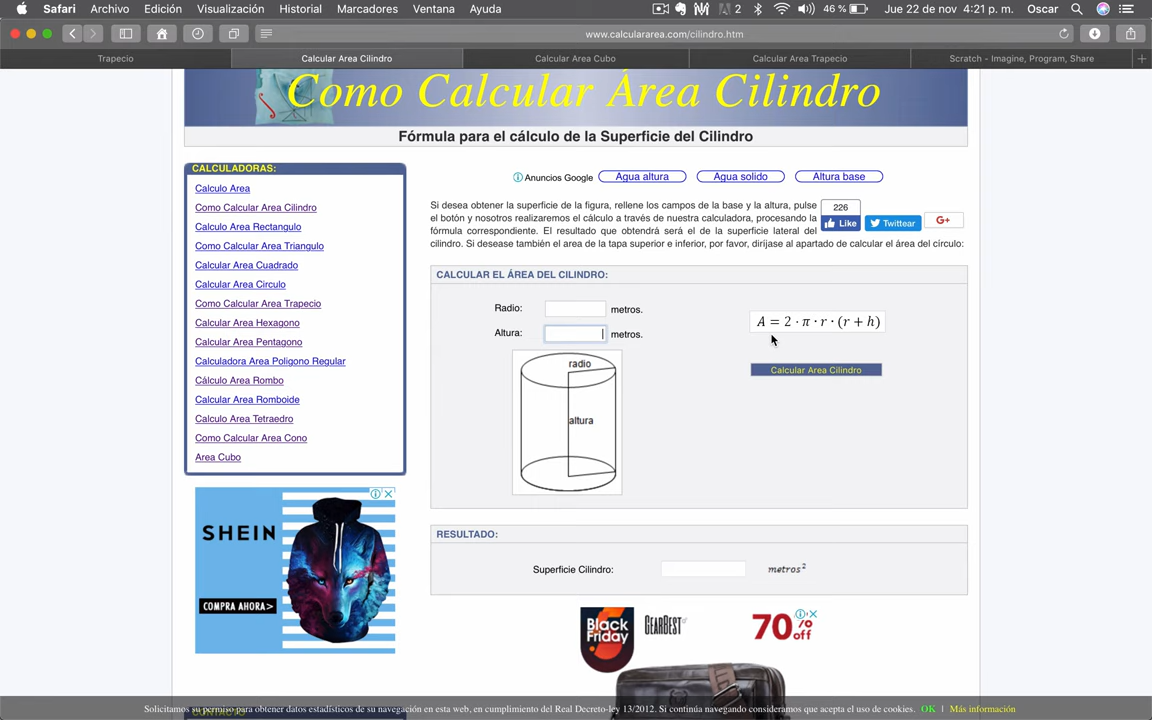 Safari Archivo Edición Visualización Historial Marcadores Ventana Ayuda 2 46 % Jue 22 de nov 4:21 p. m. Oscar
www.calculararea.com/cilindro.htm
Trapecio Calcular Area Cilindro Calcular Area Cubo Calcular Area Trapecio Scratch - Imagine, Program, Share
Como Calcular Área Cilindro
Fórmula para el cálculo de la Superficie del Cilindro
CALCULADORAS:
Calculo Area
Como Calcular Area Cilindro
Calculo Area Rectangulo
Como Calcular Area Triangulo
Calcular Area Cuadrado
Calcular Area Circulo
Como Calcular Area Trapecio
Calcular Area Hexagono
Calcular Area Pentagono
Calculadora Area Poligono Regular
Cálculo Area Rombo
Calcular Area Romboide
Calculo Area Tetraedro
Como Calcular Area Cono
Area Cubo
SHEIN
COMPRA AHORA>
Anuncios Google Agua altura Agua solido Altura base
Si desea obtener la superficie de la figura, rellene los campos de la base y la altura, pulse
el botón y nosotros realizaremos el cálculo a través de nuestra calculadora, procesando la
fórmula correspondiente. El resultado que obtendrá será el de la superficie lateral del
cilindro. Si desease también el area de la tapa superior e inferior, por favor, diríjase al apartado de calcular el área del círculo:
226
Like Twittear G+
CALCULAR EL ÁREA DEL CILINDRO:
Radio: metros.
Altura: metros.
A = 2 · π · r · (r + h)
Calcular Area Cilindro
radio
altura
RESULTADO:
Superficie Cilindro: metros²
Black
Friday
GEARBEST
70% off
Solicitamos su permiso para obtener datos estadísticos de su navegación en esta web, en cumplimiento del Real Decreto-ley 13/2012. Si continúa navegando consideramos que acepta el uso de cookies. OK | Más información